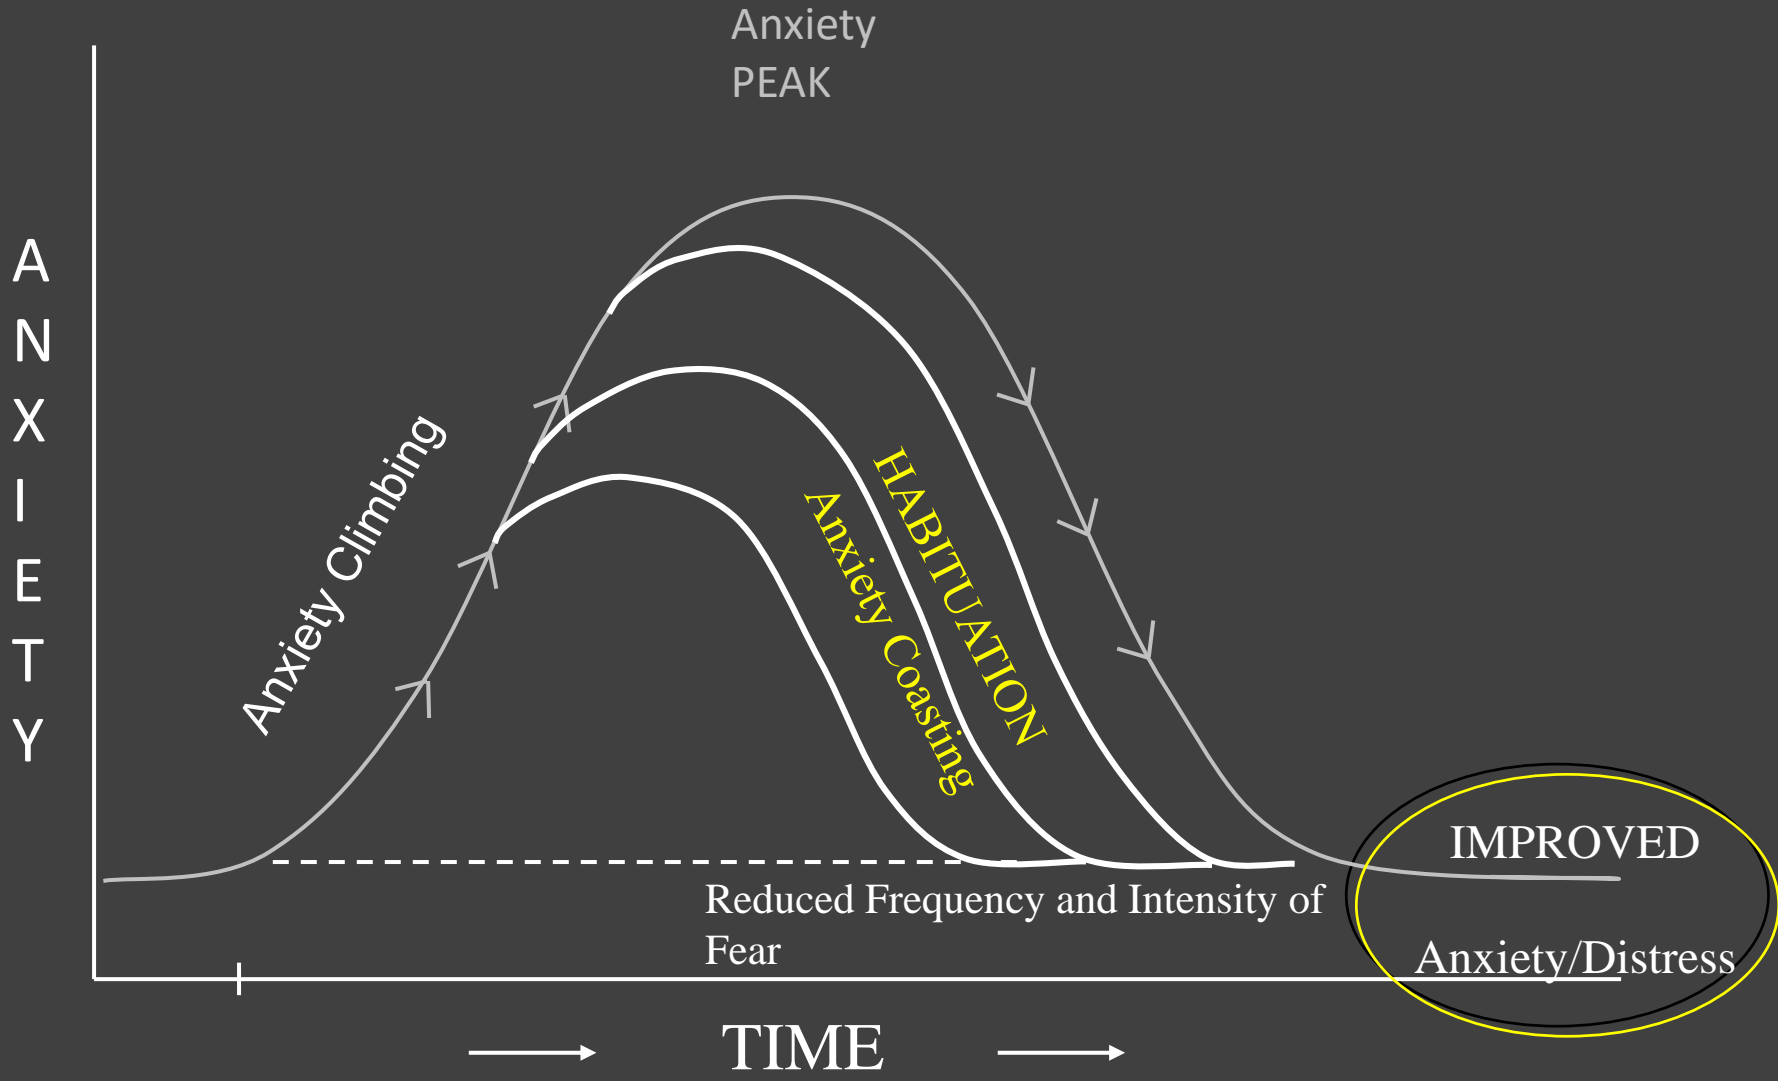 Anxiety
PEAK
A
N
X
I
E
T
Y
Anxiety Climbing
HABITUATION
Anxiety Coasting
IMPROVED
Anxiety/Distress
Reduced Frequency and Intensity of
Fear
TIME